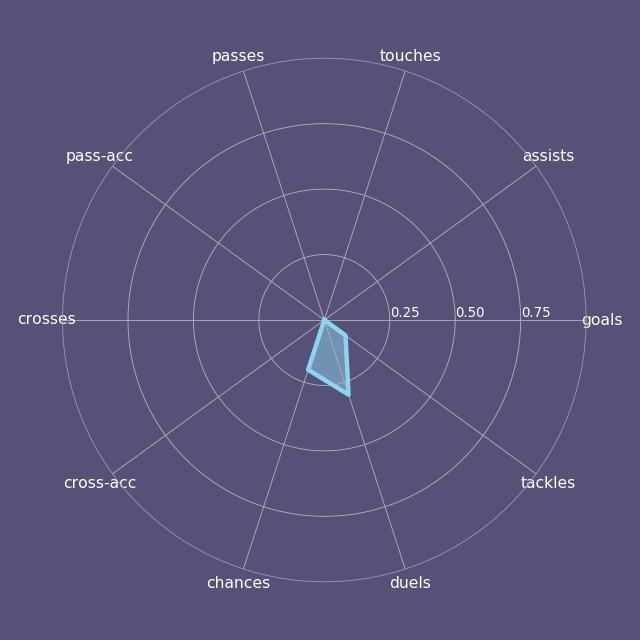 passes
touches
pass-acc
assists
crosses
0.25
0.50
0.75
goals
cross-acc
tackles
chances
duels